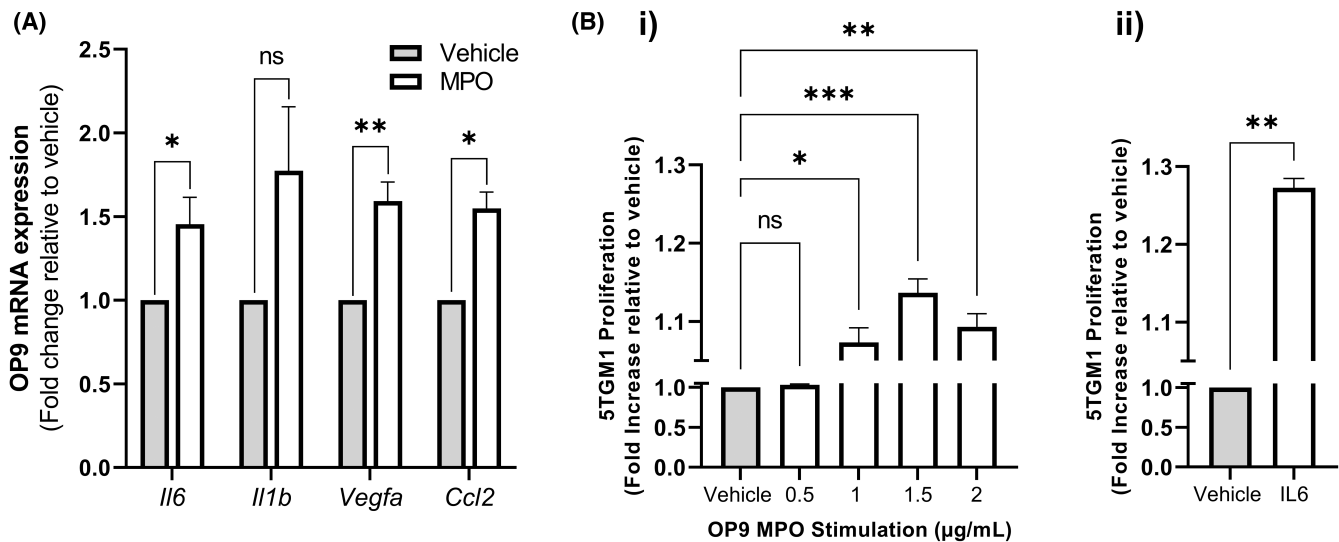 (A)
OP9 mRNA expression
(Fold change relative to vehicle)
2.5
2.0
1.5
1.0
0.5
0.0
Vehicle
MPO
*
ns
**
*
Il6
Il1b
Vegfa
Ccl2
(B)
i)
5TGM1 Proliferation
(Fold Increase relative to vehicle)
1.3
1.2
1.1
1.0
0.5
0.0
**
***
*
ns
Vehicle
0.5
1
1.5
2
OP9 MPO Stimulation (µg/mL)
ii)
5TGM1 Proliferation
(Fold Increase relative to vehicle)
1.3
1.2
1.1
1.0
0.5
0.0
**
Vehicle
IL6